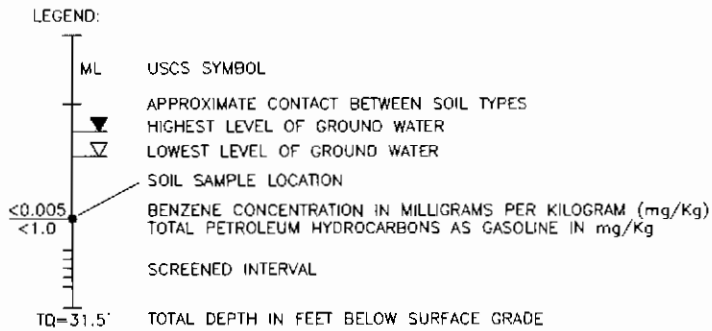 LEGEND:
ML USCS SYMBOL
APPROXIMATE CONTACT BETWEEN SOIL TYPES
HIGHEST LEVEL OF GROUND WATER
LOWEST LEVEL OF GROUND WATER
SOIL SAMPLE LOCATION
<0.005 BENZENE CONCENTRATION IN MILLIGRAMS PER KILOGRAM (mg/Kg)
<1.0 TOTAL PETROLEUM HYDROCARBONS AS GASOLINE IN mg/Kg
SCREENED INTERVAL
TD=31.5' TOTAL DEPTH IN FEET BELOW SURFACE GRADE